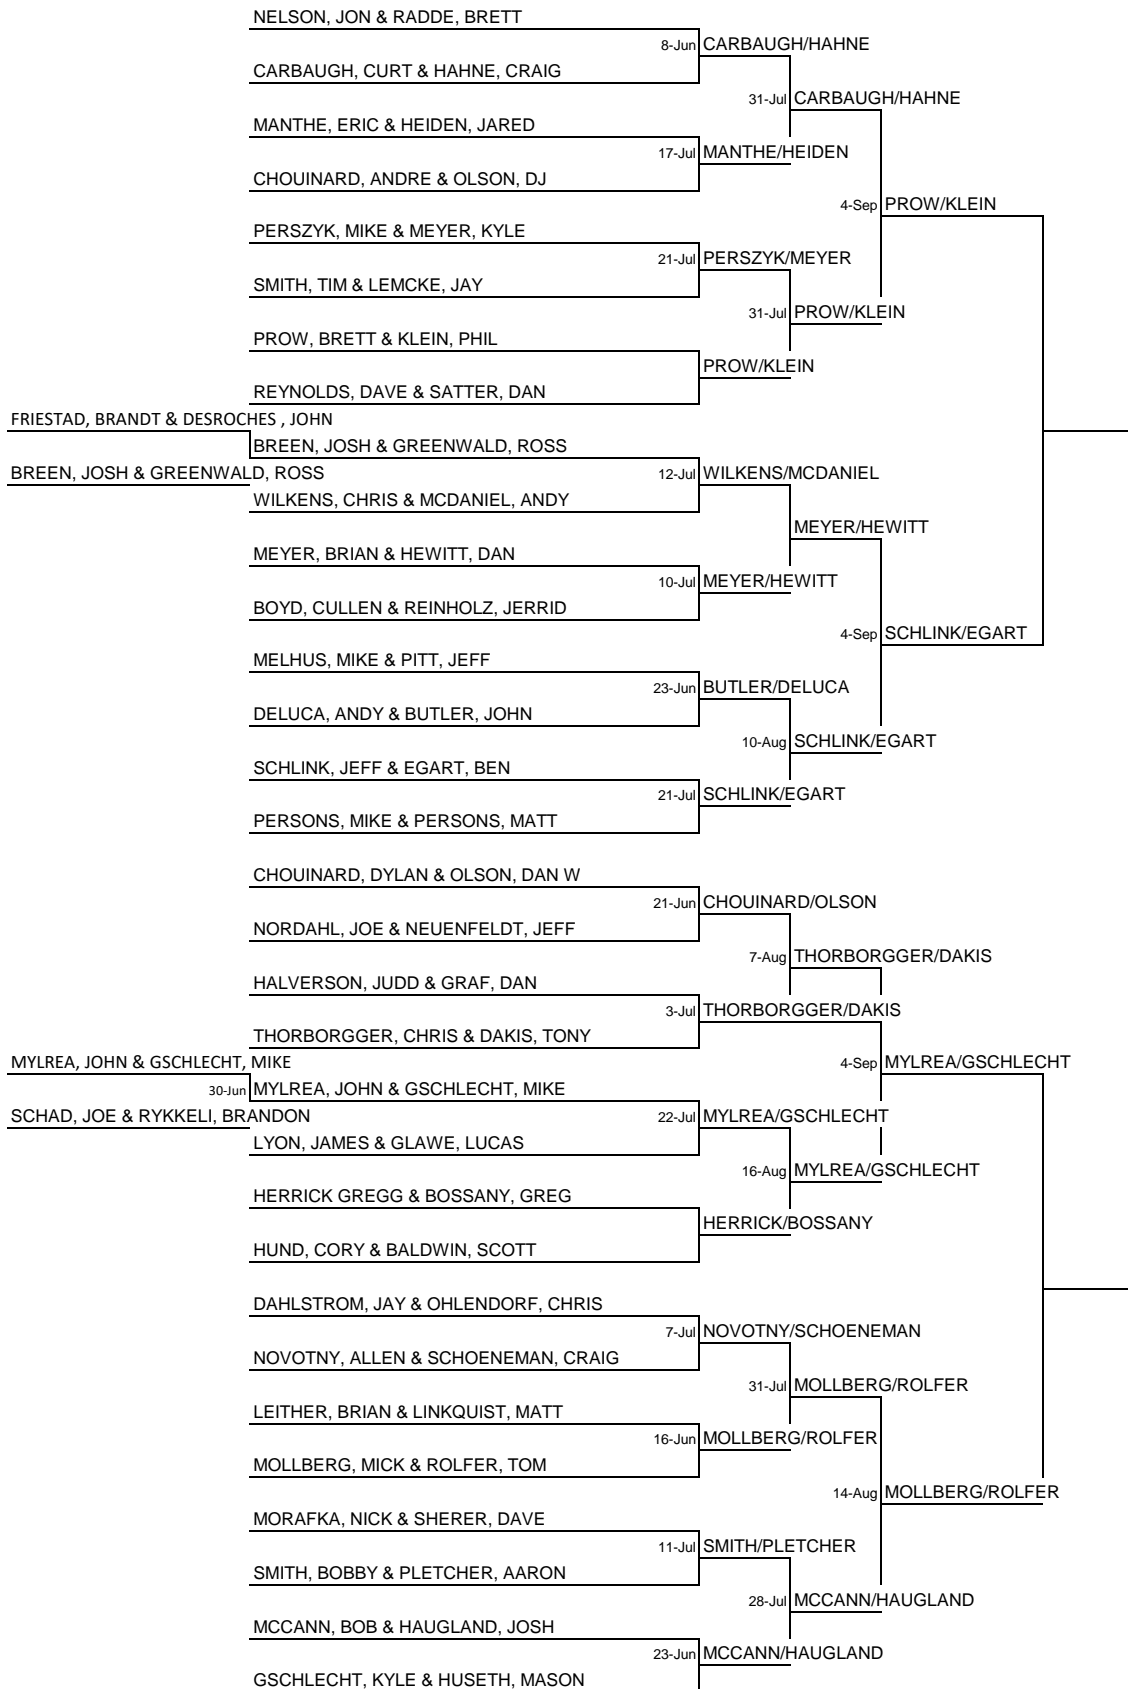 NELSON, JON & RADDE, BRETT
8-Jun CARBAUGH/HAHNE
CARBAUGH, CURT & HAHNE, CRAIG
31-Jul CARBAUGH/HAHNE
MANTHE, ERIC & HEIDEN, JARED
17-Jul MANTHE/HEIDEN
CHOUINARD, ANDRE & OLSON, DJ
4-Sep PROW/KLEIN
PERSZYK, MIKE & MEYER, KYLE
21-Jul PERSZYK/MEYER
SMITH, TIM & LEMCKE, JAY
31-Jul PROW/KLEIN
PROW, BRETT & KLEIN, PHIL
PROW/KLEIN
REYNOLDS, DAVE & SATTER, DAN
FRIESTAD, BRANDT & DESROCHES , JOHN
BREEN, JOSH & GREENWALD, ROSS
BREEN, JOSH & GREENWALD, ROSS
12-Jul WILKENS/MCDANIEL
WILKENS, CHRIS & MCDANIEL, ANDY
MEYER/HEWITT
MEYER, BRIAN & HEWITT, DAN
10-Jul MEYER/HEWITT
BOYD, CULLEN & REINHOLZ, JERRID
4-Sep SCHLINK/EGART
MELHUS, MIKE & PITT, JEFF
23-Jun BUTLER/DELUCA
DELUCA, ANDY & BUTLER, JOHN
10-Aug SCHLINK/EGART
SCHLINK, JEFF & EGART, BEN
21-Jul SCHLINK/EGART
PERSONS, MIKE & PERSONS, MATT
CHOUINARD, DYLAN & OLSON, DAN W
21-Jun CHOUINARD/OLSON
NORDAHL, JOE & NEUENFELDT, JEFF
7-Aug THORBORGGER/DAKIS
HALVERSON, JUDD & GRAF, DAN
3-Jul THORBORGGER/DAKIS
THORBORGGER, CHRIS & DAKIS, TONY
MYLREA, JOHN & GSCHLECHT, MIKE
4-Sep MYLREA/GSCHLECHT
30-Jun MYLREA, JOHN & GSCHLECHT, MIKE
SCHAD, JOE & RYKKELI, BRANDON
22-Jul MYLREA/GSCHLECHT
LYON, JAMES & GLAWE, LUCAS
16-Aug MYLREA/GSCHLECHT
HERRICK GREGG & BOSSANY, GREG
HERRICK/BOSSANY
HUND, CORY & BALDWIN, SCOTT
DAHLSTROM, JAY & OHLENDORF, CHRIS
7-Jul NOVOTNY/SCHOENEMAN
NOVOTNY, ALLEN & SCHOENEMAN, CRAIG
31-Jul MOLLBERG/ROLFER
LEITHER, BRIAN & LINKQUIST, MATT
16-Jun MOLLBERG/ROLFER
MOLLBERG, MICK & ROLFER, TOM
14-Aug MOLLBERG/ROLFER
MORAFKA, NICK & SHERER, DAVE
11-Jul SMITH/PLETCHER
SMITH, BOBBY & PLETCHER, AARON
28-Jul MCCANN/HAUGLAND
MCCANN, BOB & HAUGLAND, JOSH
23-Jun MCCANN/HAUGLAND
GSCHLECHT, KYLE & HUSETH, MASON